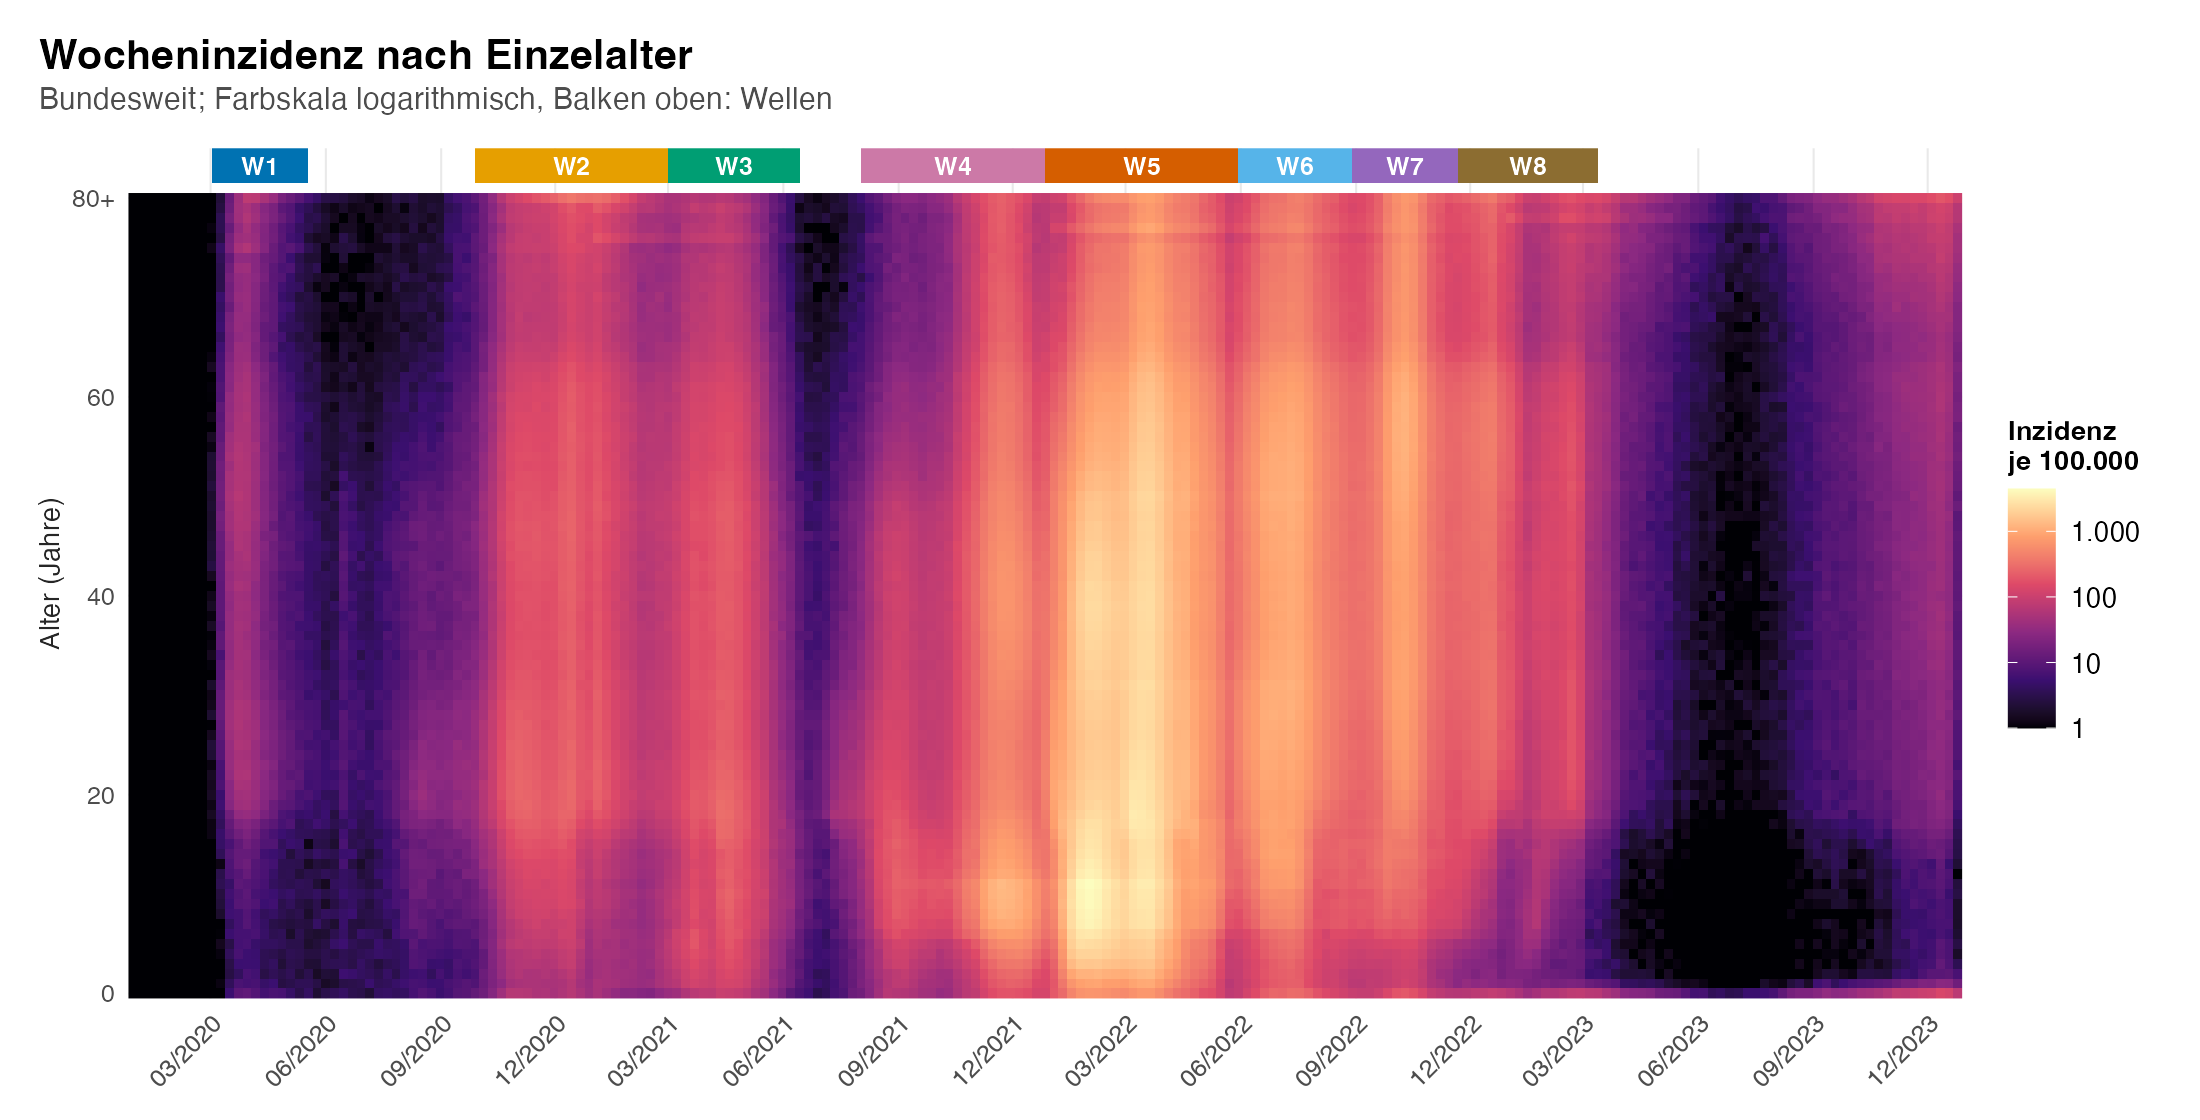 Wocheninzidenz nach Einzelalter
Bundesweit; Farbskala logarithmisch, Balken oben: Wellen
W1 W2 W3 W4 W5 W6 W7 W8
80+
60
40
20
0
Alter (Jahre)
Inzidenz
je 100.000
1.000
100
10
1
03/2020 06/2020 09/2020 12/2020 03/2021 06/2021 09/2021 12/2021 03/2022 06/2022 09/2022 12/2022 03/2023 06/2023 09/2023 12/2023